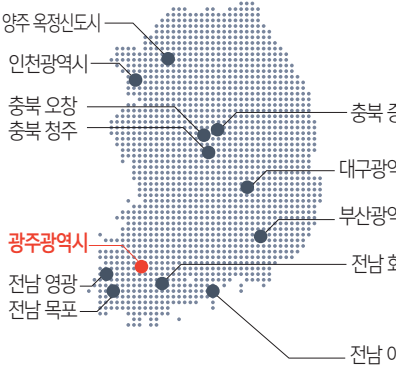 양주 옥정신도시
인천광역시
충북 오창
충북 청주
충북
대구광역
부산광역
광주광역시
전남 영광
전남 목포
전남
전남